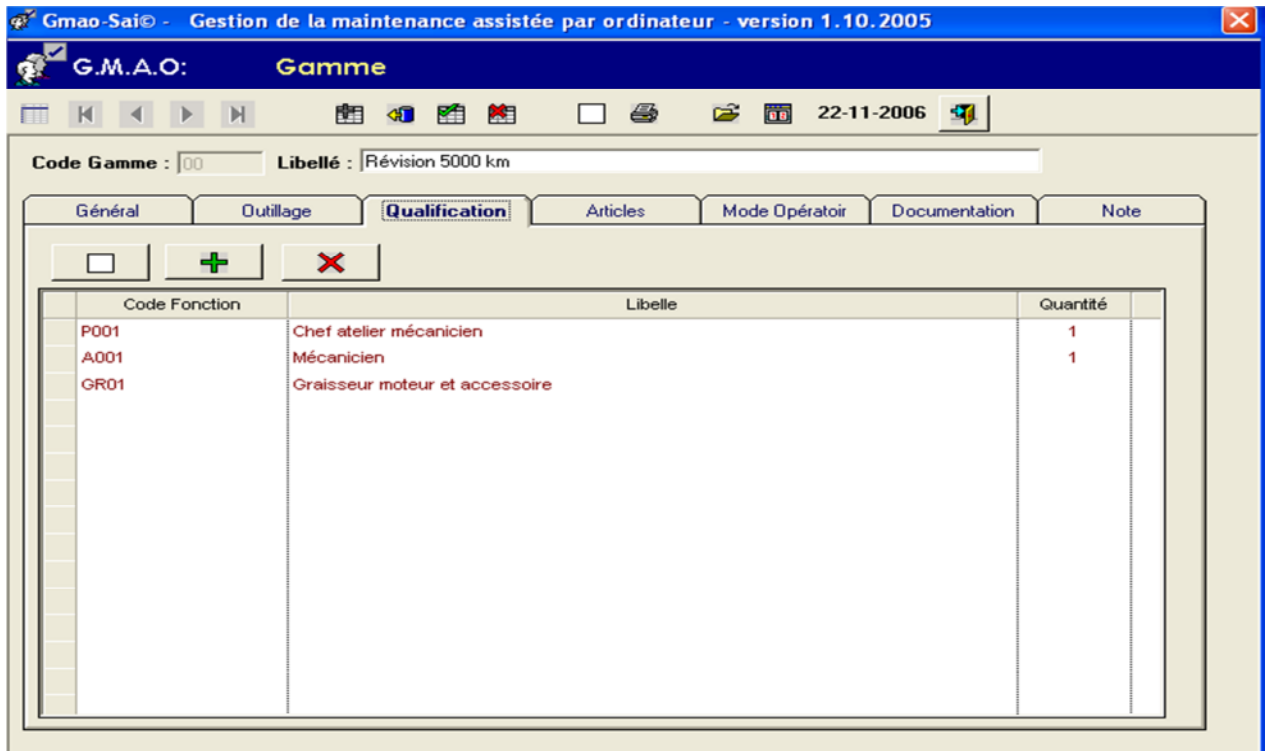 Gmao-Sai© - Gestion de la maintenance assistée par ordinateur - version 1.10.2005
G.M.A.O: Gamme
22-11-2006
Code Gamme : 00 Libellé : Révision 5000 km
Général Outillage Qualification Articles Mode Opératoir Documentation Note
Code Fonction Libelle Quantité
P001 Chef atelier mécanicien 1
A001 Mécanicien 1
GR01 Graisseur moteur et accessoire